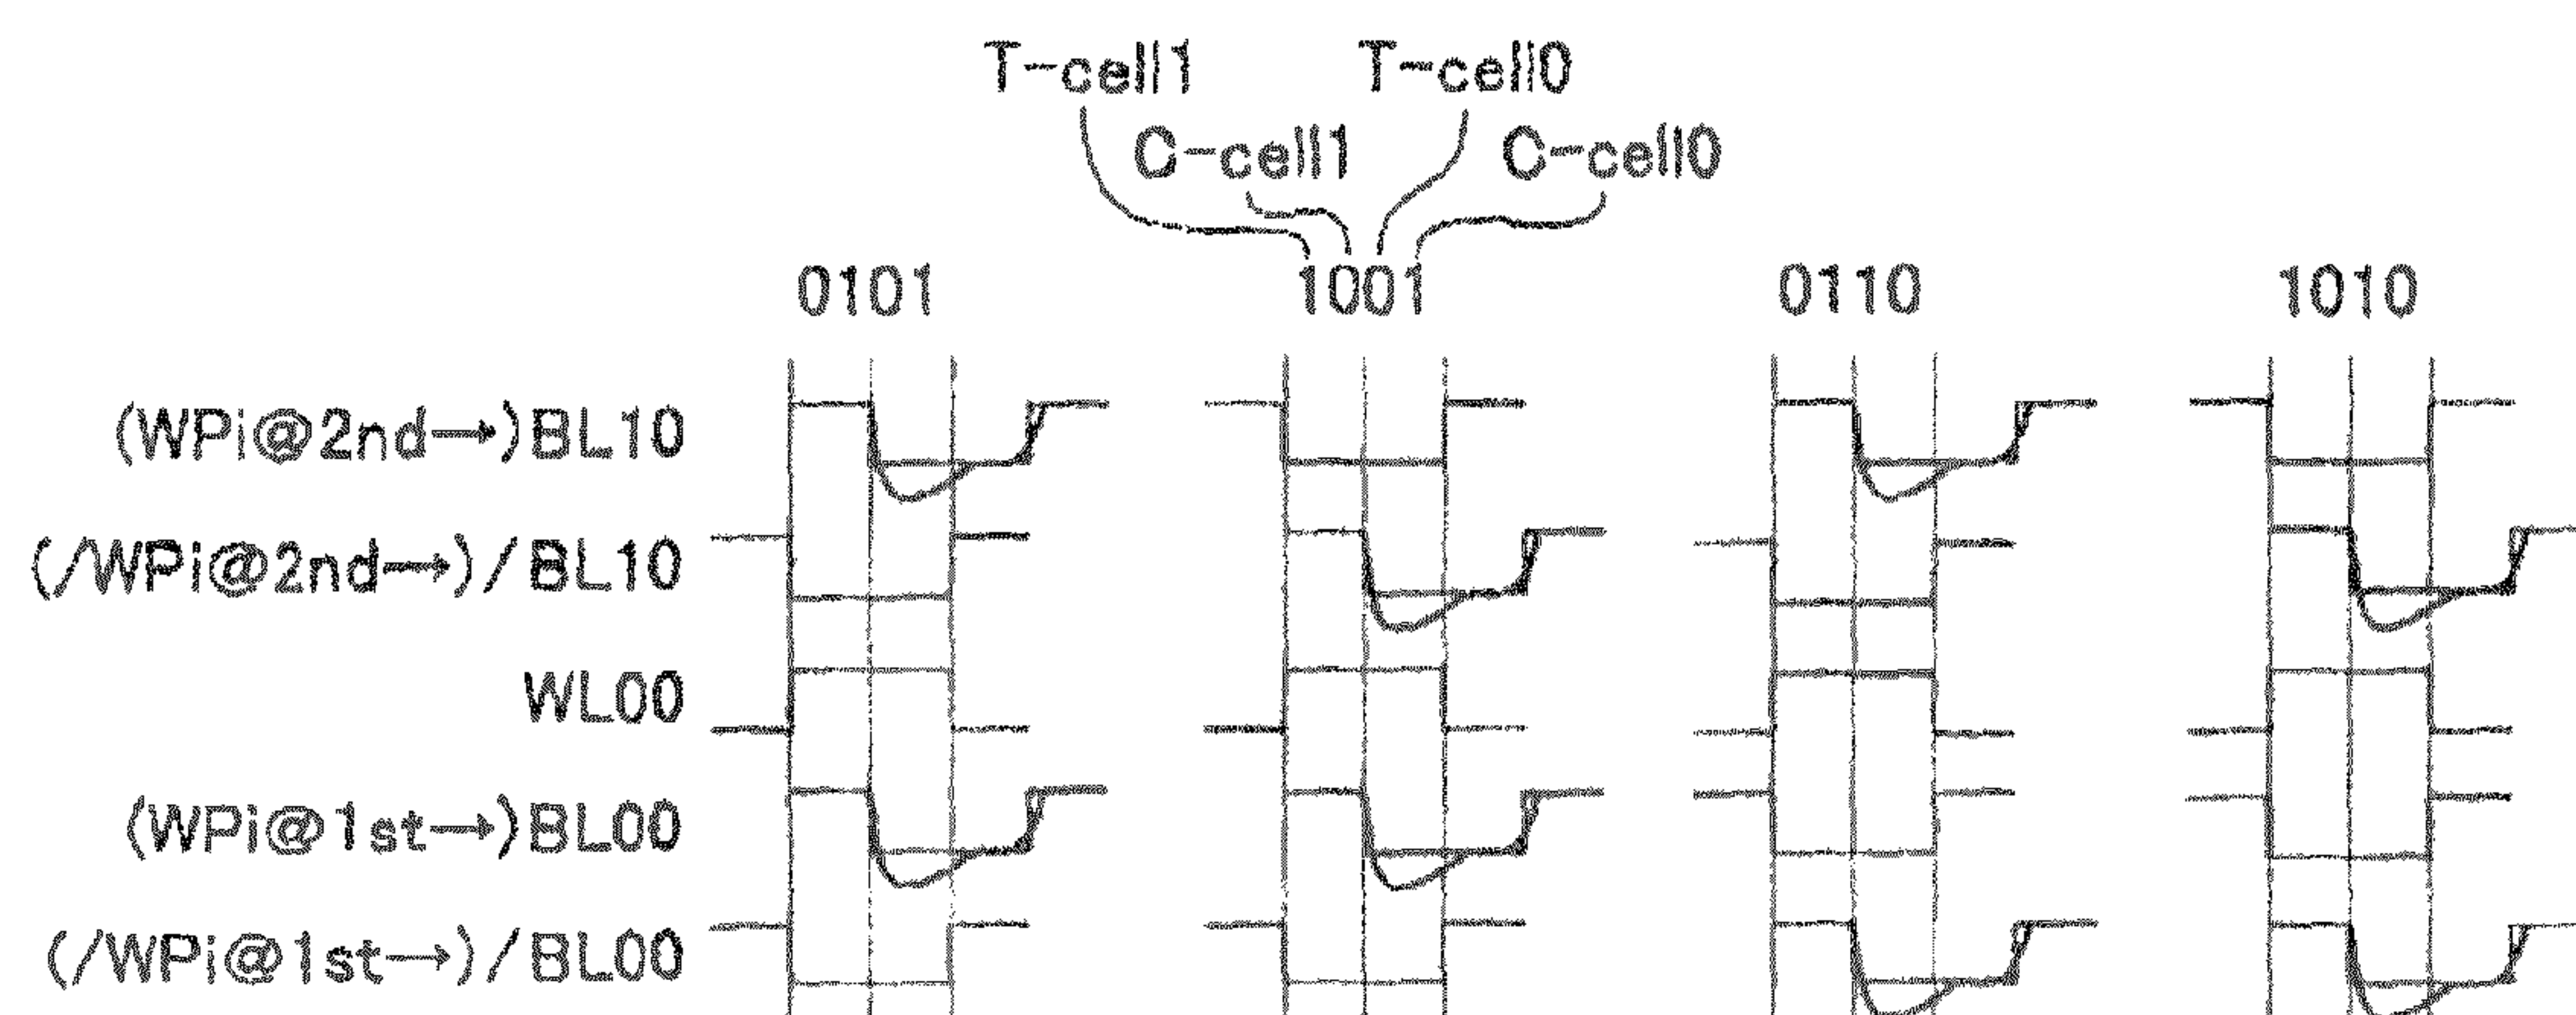 T-cell1 T-cell0
C-cell1 C-cell0
0101 1001 0110 1010
(WPi@2nd→)BL10
(/WPi@2nd→)/BL10
WL00
(WPi@1st→)BL00
(/WPi@1st→)/BL00